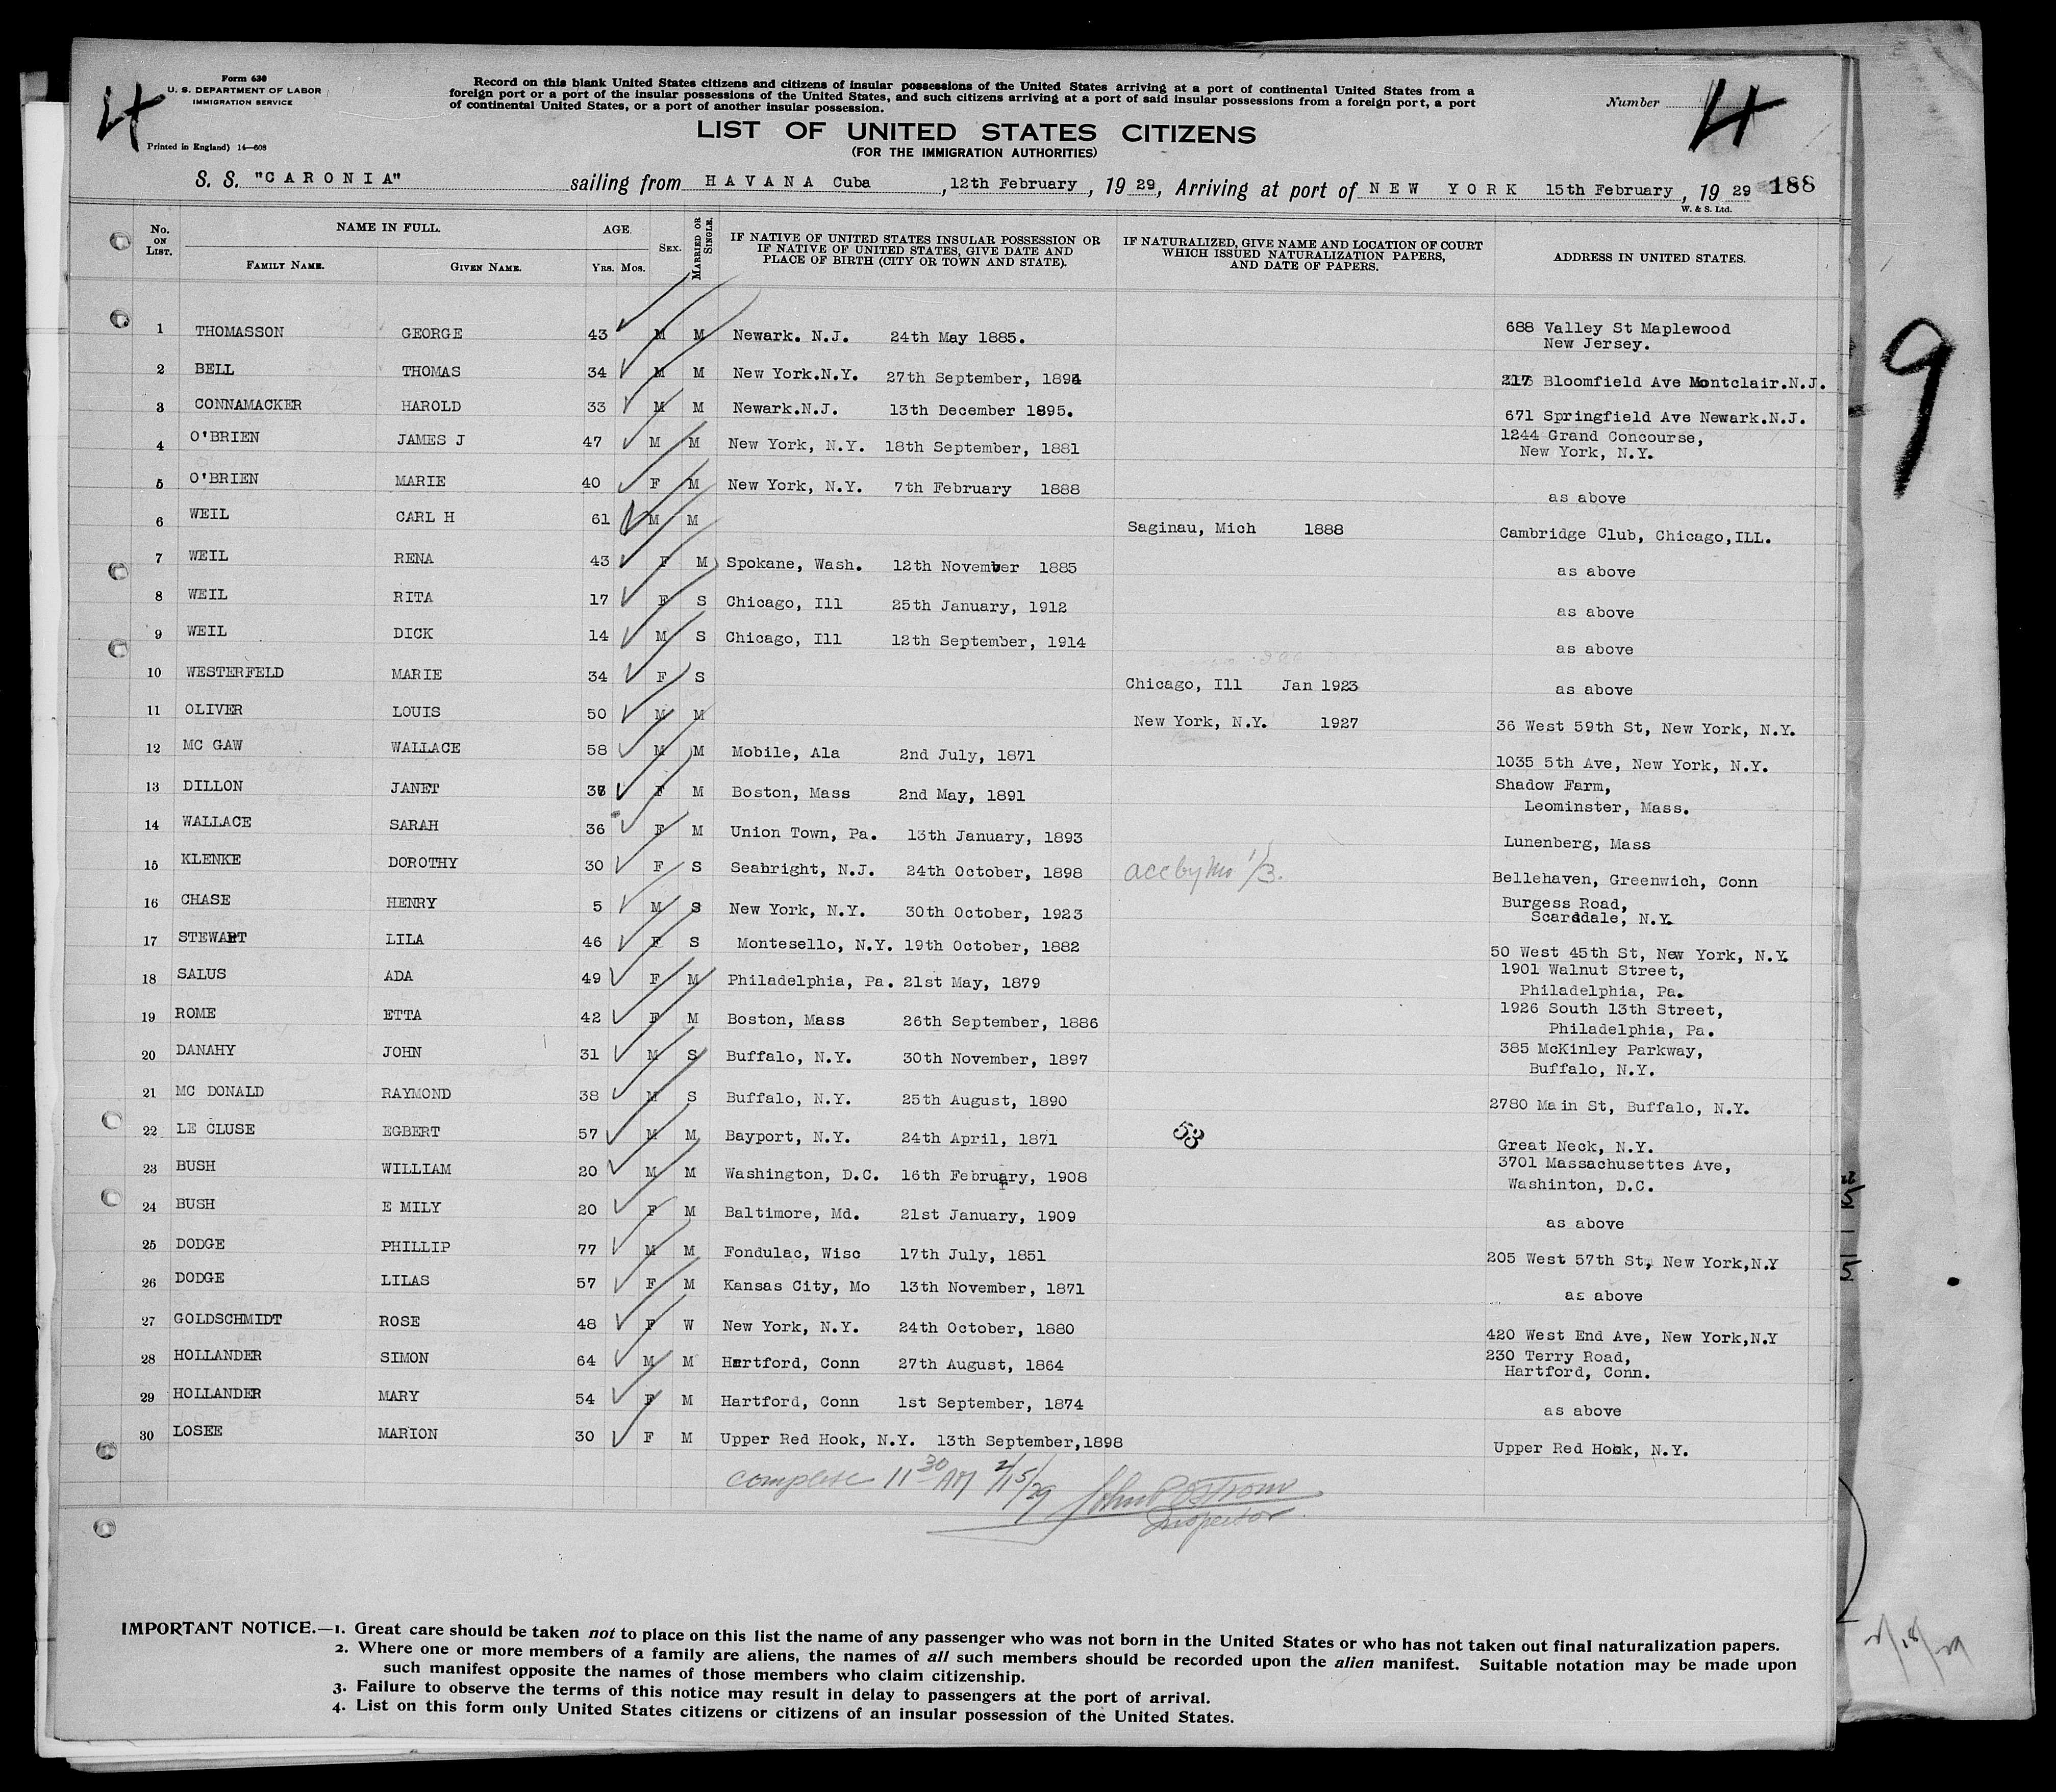 Form 630
U. S. DEPARTMENT OF LABOR
IMMIGRATION SERVICE
Printed in England) 14—608
4
Record on this blank United States citizens and citizens of insular possessions of the United States arriving at a port of continental United States from a
foreign port or a port of the insular possessions of the United States, and such citizens arriving at a port of said insular possessions from a foreign port, a port
of continental United States, or a port of another insular possession.
Number 4
LIST OF UNITED STATES CITIZENS
(FOR THE IMMIGRATION AUTHORITIES)
S. S. "CARONIA" sailing from HAVANA Cuba, 12th February, 19 29, Arriving at port of NEW YORK 15th February, 19 29 188
W. & S. Ltd.
No. ON LIST. NAME IN FULL. FAMILY NAME. GIVEN NAME. AGE. YRS. MOS. SEX. MARRIED OR SINGLE. IF NATIVE OF UNITED STATES INSULAR POSSESSION OR IF NATIVE OF UNITED STATES, GIVE DATE AND PLACE OF BIRTH (CITY OR TOWN AND STATE). IF NATURALIZED, GIVE NAME AND LOCATION OF COURT WHICH ISSUED NATURALIZATION PAPERS, AND DATE OF PAPERS. ADDRESS IN UNITED STATES.
1 THOMASSON GEORGE 43 M M Newark. N.J. 24th May 1885. 688 Valley St Maplewood
New Jersey.
2 BELL THOMAS 34 M M New York.N.Y. 27th September, 1894 217 Bloomfield Ave Montclair.N.J.
3 CONNAMACKER HAROLD 33 M M Newark.N.J. 13th December 1895. 671 Springfield Ave Newark.N.J.
4 O'BRIEN JAMES J 47 M M New York, N.Y. 18th September, 1881 1244 Grand Concourse,
New York, N.Y.
5 O'BRIEN MARIE 40 F M New York, N.Y. 7th February 1888 as above
6 WEIL CARL H 61 M M Saginau, Mich 1888 Cambridge Club, Chicago,ILL.
7 WEIL RENA 43 F M Spokane, Wash. 12th November 1885 as above
8 WEIL RITA 17 F S Chicago, Ill 25th January, 1912 as above
9 WEIL DICK 14 M S Chicago, Ill 12th September, 1914 as above
10 WESTERFELD MARIE 34 F S Chicago, Ill Jan 1923 as above
11 OLIVER LOUIS 50 M M New York, N.Y. 1927 36 West 59th St, New York, N.Y.
12 MC GAW WALLACE 58 M M Mobile, Ala 2nd July, 1871 1035 5th Ave, New York, N.Y.
13 DILLON JANET F M Boston, Mass 2nd May, 1891 Shadow Farm,
Leominster, Mass.
14 WALLACE SARAH 36 F M Union Town, Pa. 13th January, 1893 Lunenberg, Mass
15 KLENKE DOROTHY 30 F S Seabright, N.J. 24th October, 1898 acc by 1/3. Bellehaven, Greenwich, Conn
16 CHASE HENRY 5 M S New York, N.Y. 30th October, 1923 Burgess Road,
Scarsdale, N.Y.
17 STEWART LILA 46 F S Montesello, N.Y. 19th October, 1882 50 West 45th St, New York, N.Y.
18 SALUS ADA 49 F M Philadelphia, Pa. 21st May, 1879 1901 Walnut Street,
Philadelphia, Pa.
19 ROME ETTA 42 F M Boston, Mass 26th September, 1886 1926 South 13th Street,
Philadelphia, Pa.
20 DANAHY JOHN 31 M S Buffalo, N.Y. 30th November, 1897 385 McKinley Parkway,
Buffalo, N.Y.
21 MC DONALD RAYMOND 38 M S Buffalo, N.Y. 25th August, 1890 2780 Main St, Buffalo, N.Y.
22 LE CLUSE EGBERT 57 M M Bayport, N.Y. 24th April, 1871 53 Great Neck, N.Y.
23 BUSH WILLIAM 20 M M Washington, D.C. 16th February, 1908 3701 Massachusettes Ave,
Washinton, D.C.
24 BUSH E MILY 20 F M Baltimore, Md. 21st January, 1909 as above
25 DODGE PHILLIP 77 M M Fondulac, Wisc 17th July, 1851 205 West 57th St, New York,N.Y
26 DODGE LILAS 57 F M Kansas City, Mo 13th November, 1871 as above
27 GOLDSCHMIDT ROSE 48 F W New York, N.Y. 24th October, 1880 420 West End Ave, New York,N.Y
28 HOLLANDER SIMON 64 M M Hartford, Conn 27th August, 1864 230 Terry Road,
Hartford, Conn.
29 HOLLANDER MARY 54 F M Hartford, Conn 1st September, 1874 as above
30 LOSEE MARION 30 F M Upper Red Hook, N.Y. 13th September,1898 Upper Red Hook, N.Y.
complete 11 30 AM 2/15/29 John P Ostrom
Inspector
IMPORTANT NOTICE.—1. Great care should be taken not to place on this list the name of any passenger who was not born in the United States or who has not taken out final naturalization papers.
2. Where one or more members of a family are aliens, the names of all such members should be recorded upon the alien manifest. Suitable notation may be made upon
such manifest opposite the names of those members who claim citizenship.
3. Failure to observe the terms of this notice may result in delay to passengers at the port of arrival.
4. List on this form only United States citizens or citizens of an insular possession of the United States.
9